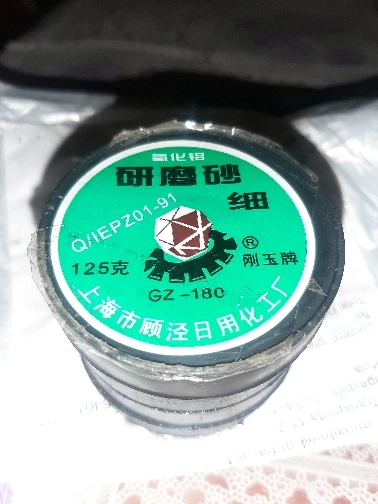 氧化铝
研磨砂
细
Q/IEPZ01-91
®
125克
刚玉牌
GZ-180
上海市顾泾日用化工厂